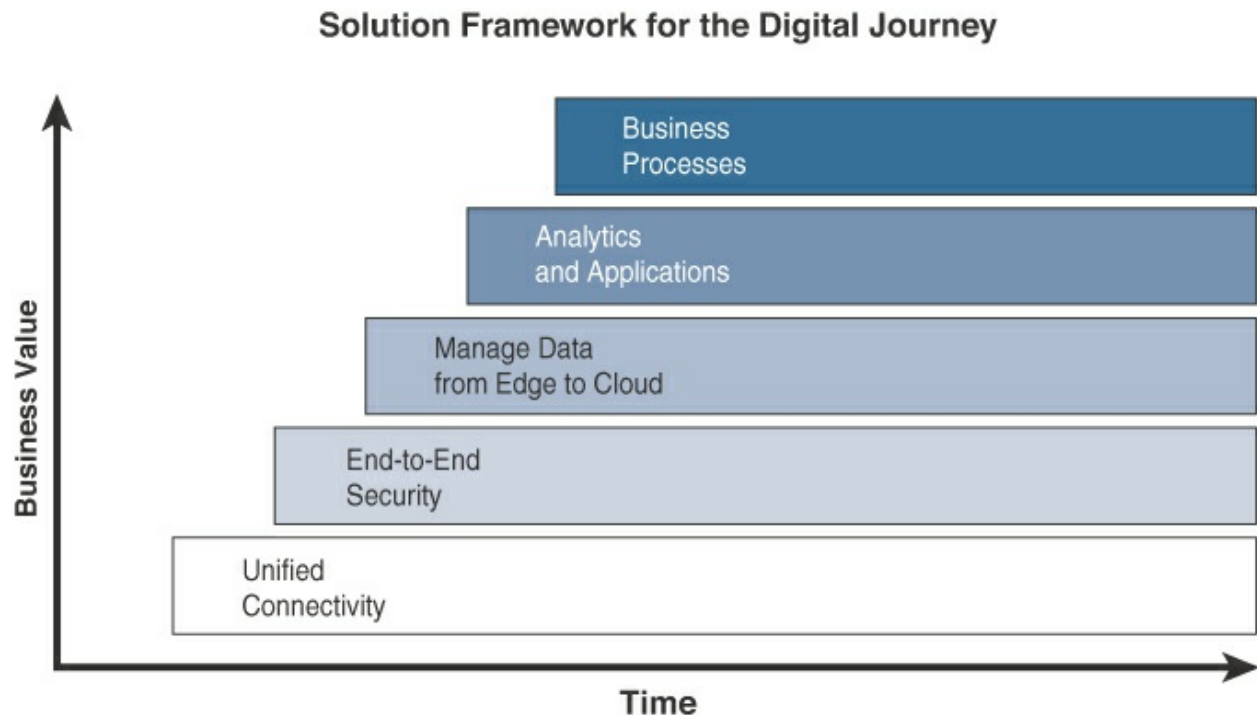 Solution Framework for the Digital Journey
Business
Processes
Analytics
and Applications
Manage Data
from Edge to Cloud
End-to-End
Security
Unified
Connectivity
Business Value
Time